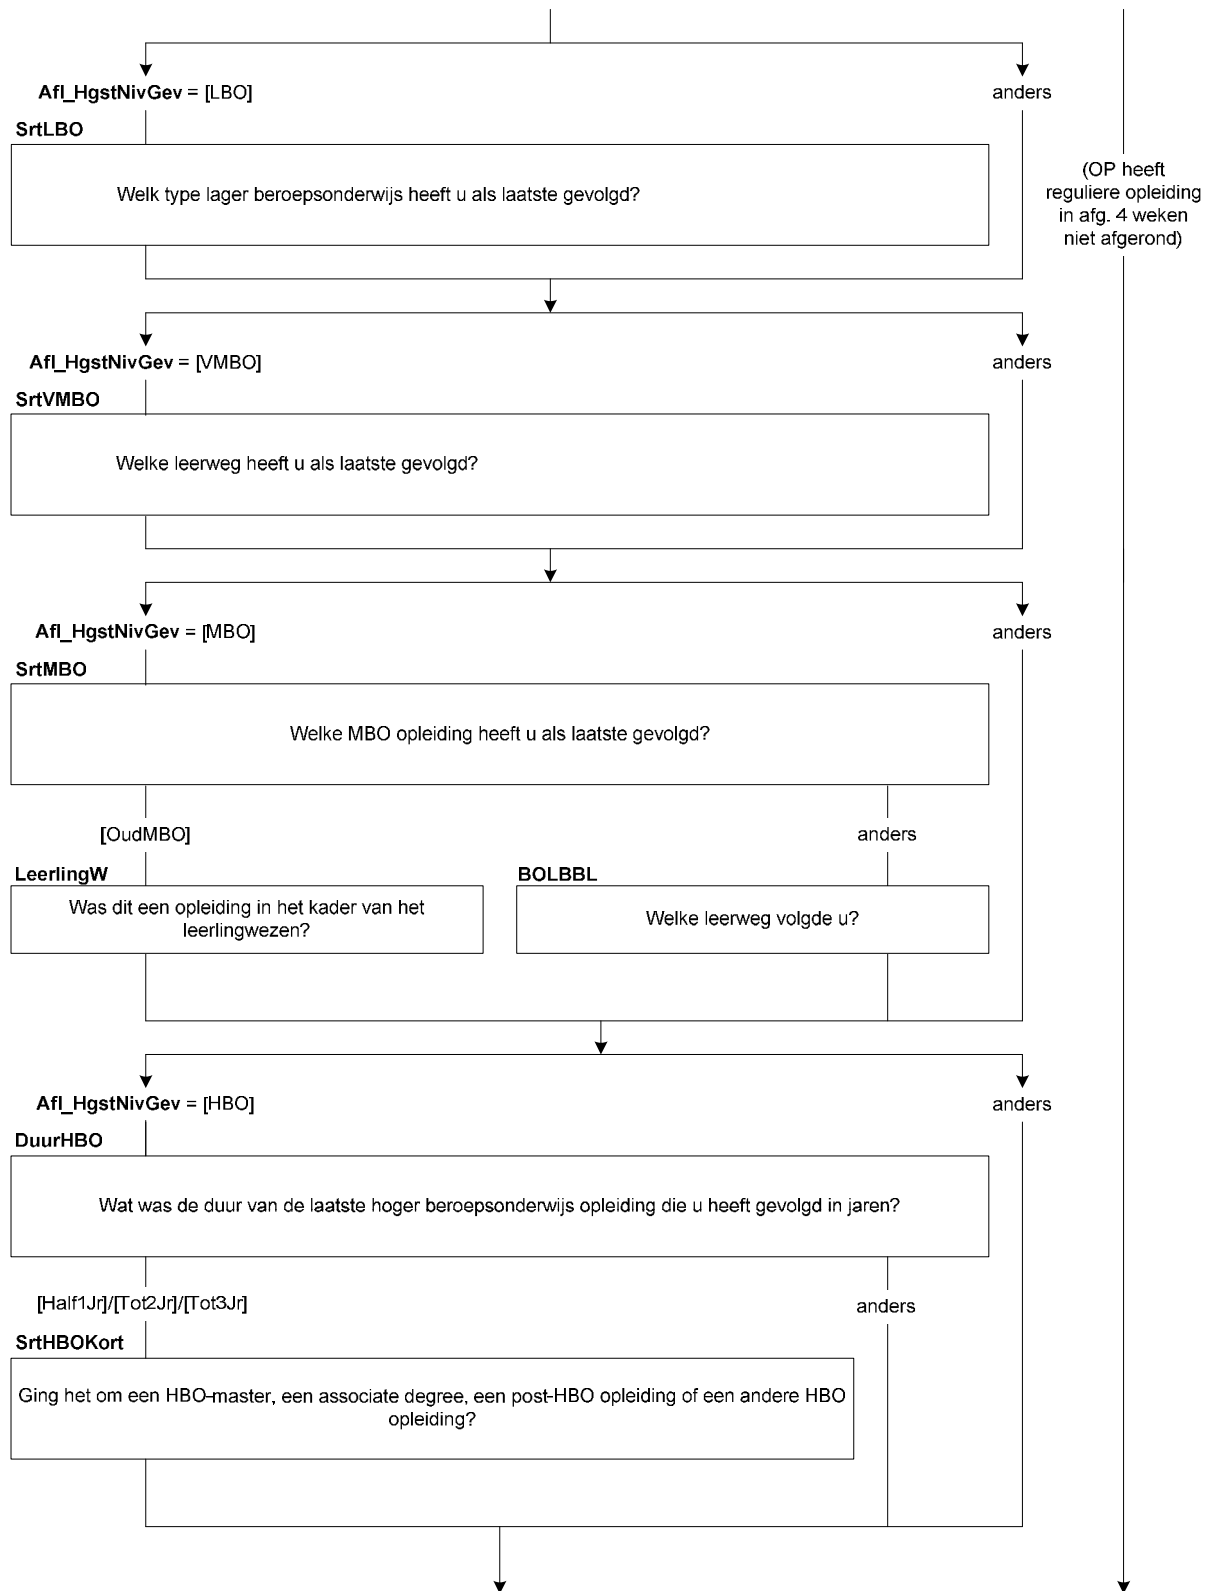 Afl_HgstNivGev = [LBO]
anders
SrtLBO
Welk type lager beroepsonderwijs heeft u als laatste gevolgd?
(OP heeft
reguliere opleiding
in afg. 4 weken
niet afgerond)
Afl_HgstNivGev = [VMBO]
anders
SrtVMBO
Welke leerweg heeft u als laatste gevolgd?
Afl_HgstNivGev = [MBO]
anders
SrtMBO
Welke MBO opleiding heeft u als laatste gevolgd?
[OudMBO]
anders
LeerlingW
BOLBBL
Was dit een opleiding in het kader van het
leerlingwezen?
Welke leerweg volgde u?
Afl_HgstNivGev = [HBO]
anders
DuurHBO
Wat was de duur van de laatste hoger beroepsonderwijs opleiding die u heeft gevolgd in jaren?
[Half1Jr]/[Tot2Jr]/[Tot3Jr]
anders
SrtHBOKort
Ging het om een HBO-master, een associate degree, een post-HBO opleiding of een andere HBO
opleiding?